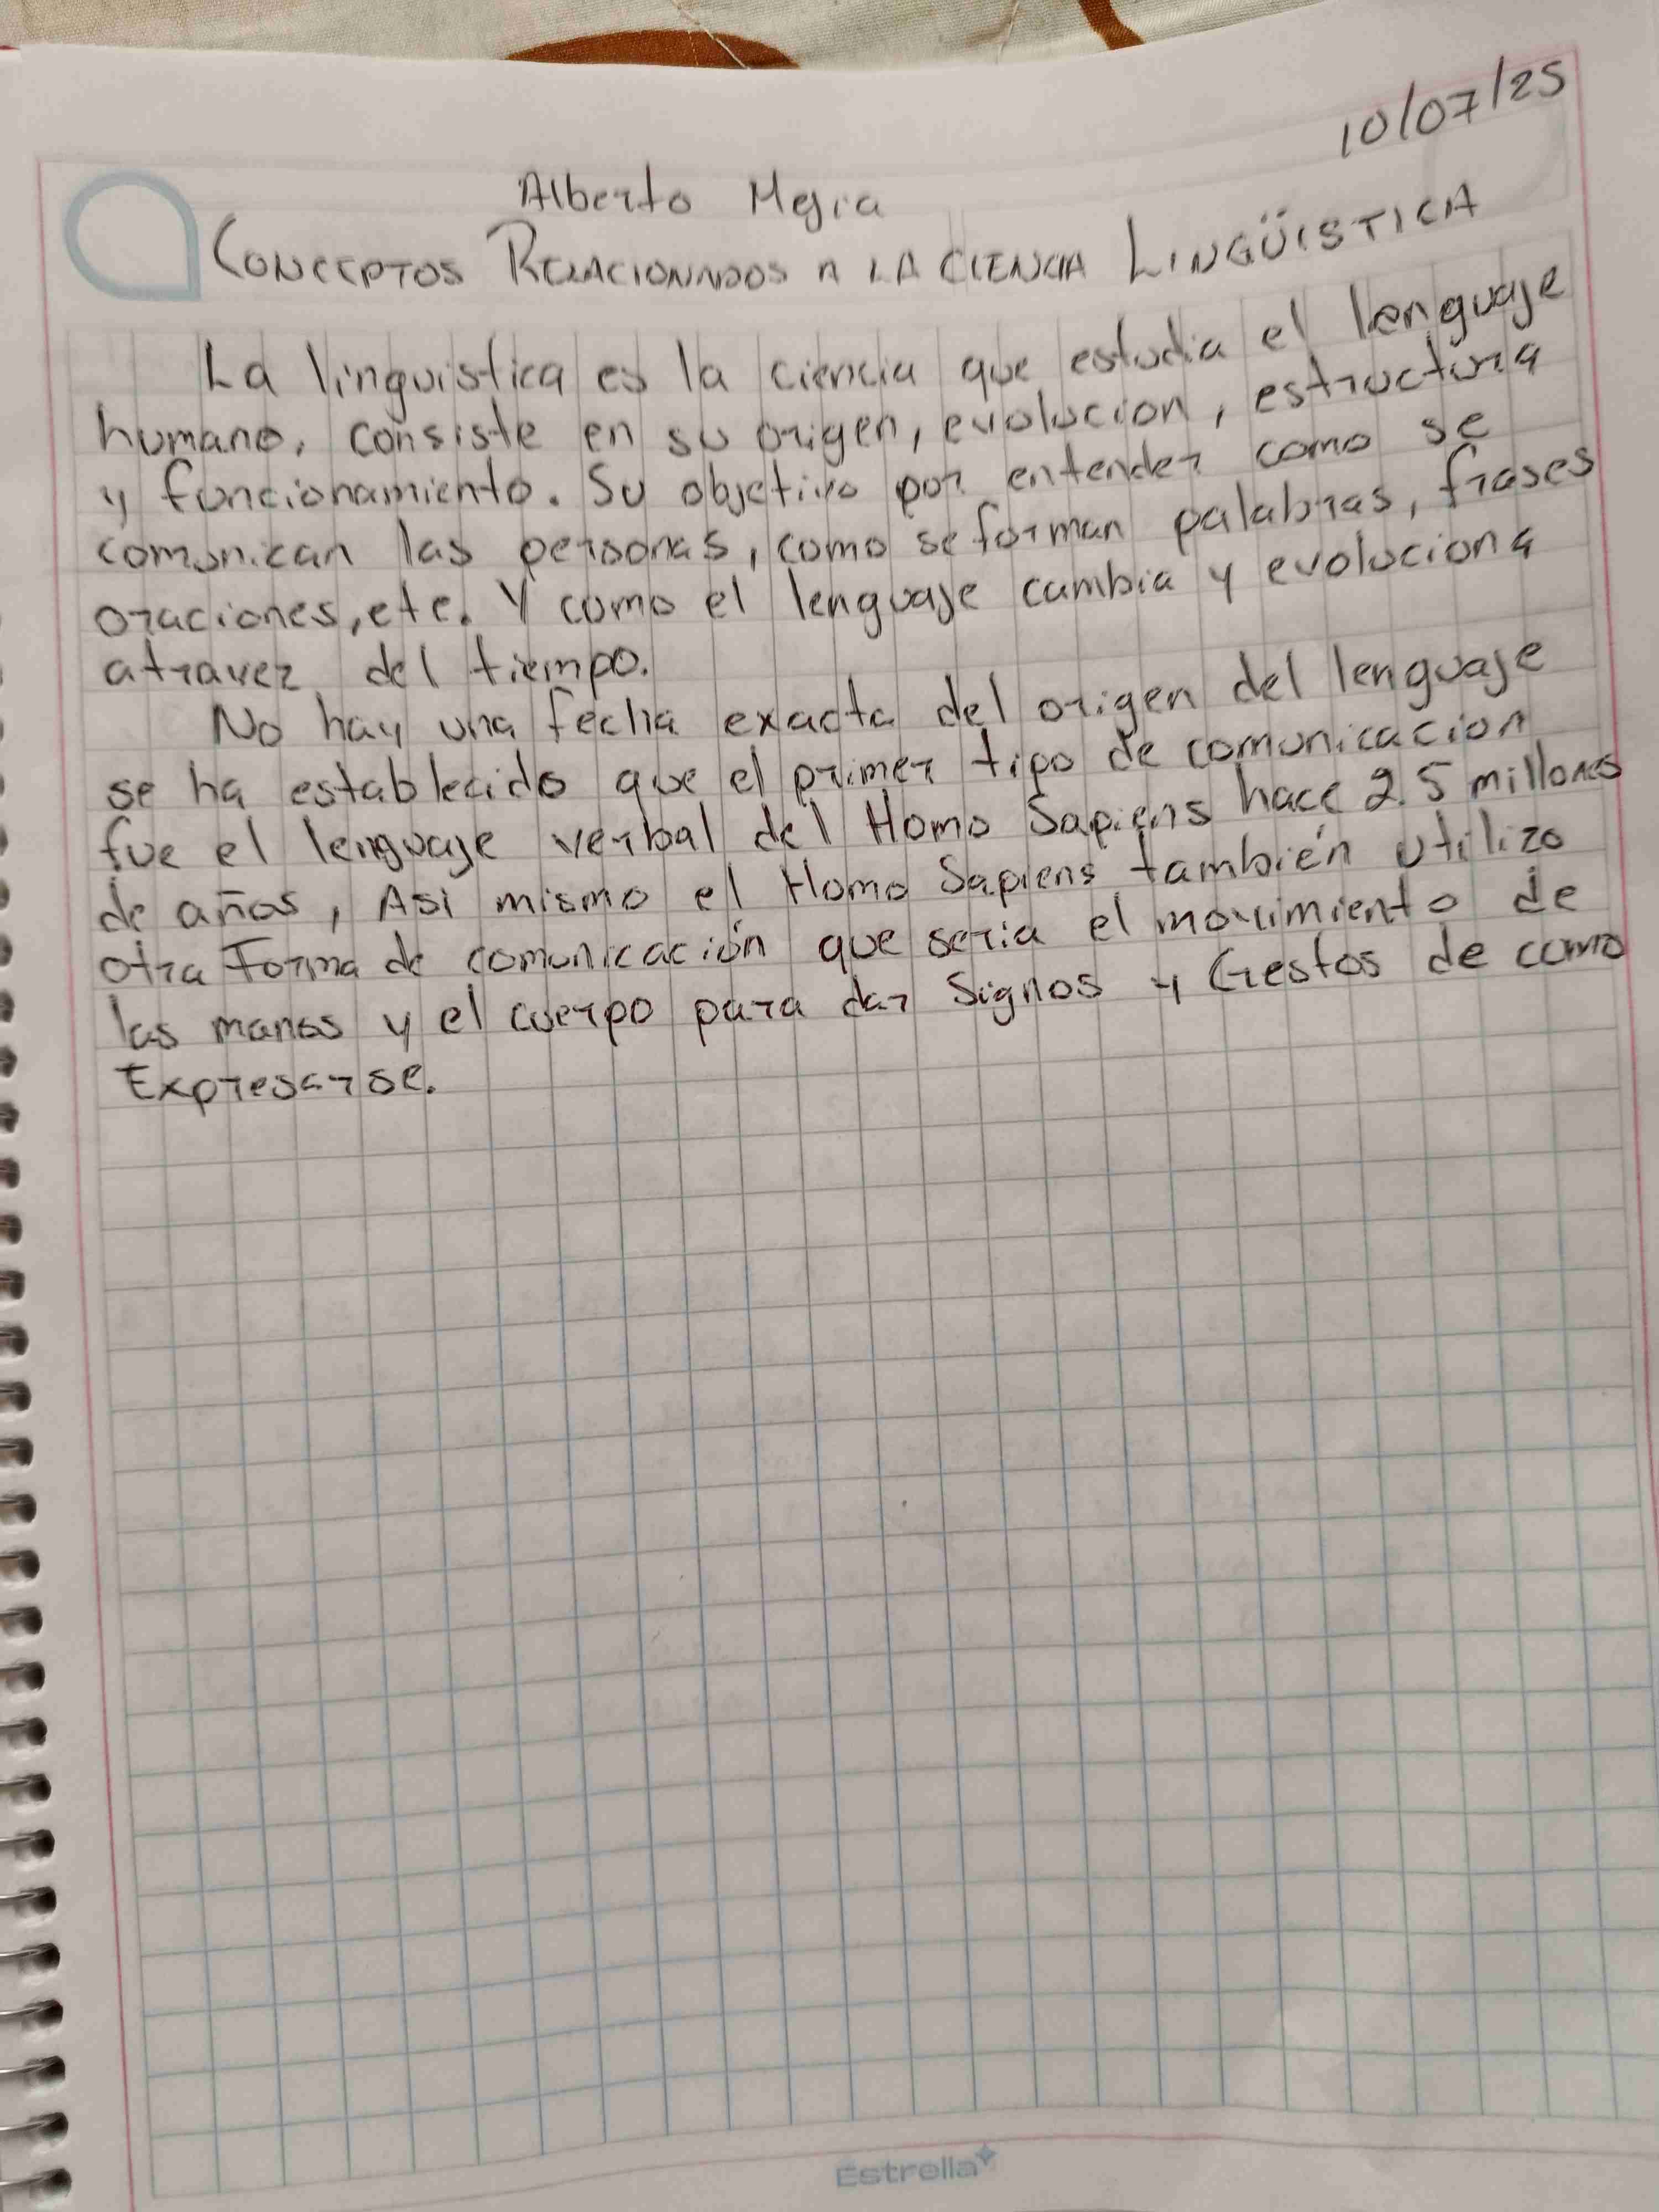 10/07/25
Alberto Mejia
CONCEPTOS RELACIONADOS A LA CIENCIA LINGÜISTICA
La linguistica es la ciencia que estudia el lenguaje
humano, consiste en su origen, evolucion, estructura
y funcionamiento. Su objetivo por entender como se
comunican las personas, como se forman palabras, frases
oraciones, etc. Y como el lenguaje cambia y evoluciona
atravez del tiempo.
No hay una fecha exacta del origen del lenguaje
se ha establecido que el primer tipo de comunicacion
fue el lenguaje verbal del Homo Sapiens hace 2.5 millones
de años, Asi mismo el Homo Sapiens también utilizo
otra Forma de comunicación que seria el movimiento de
las manos y el cuerpo para dar Signos y Gestos de como
Expresarse.
Estrella